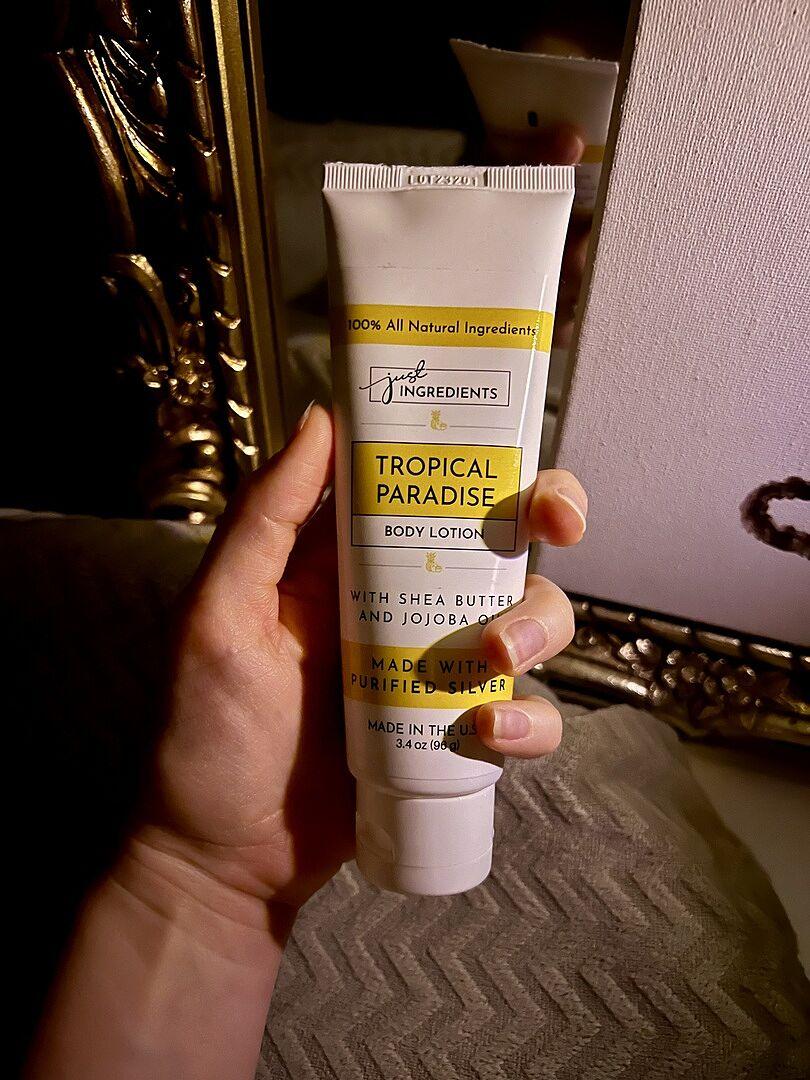 100% All Natural Ingredients
just
INGREDIENTS
TROPICAL
PARADISE
BODY LOTION
WITH SHEA BUTTER
AND JOJOBA
MADE WITH
PURIFIED SILVER
MADE IN THE
3.4 oz (96 g)